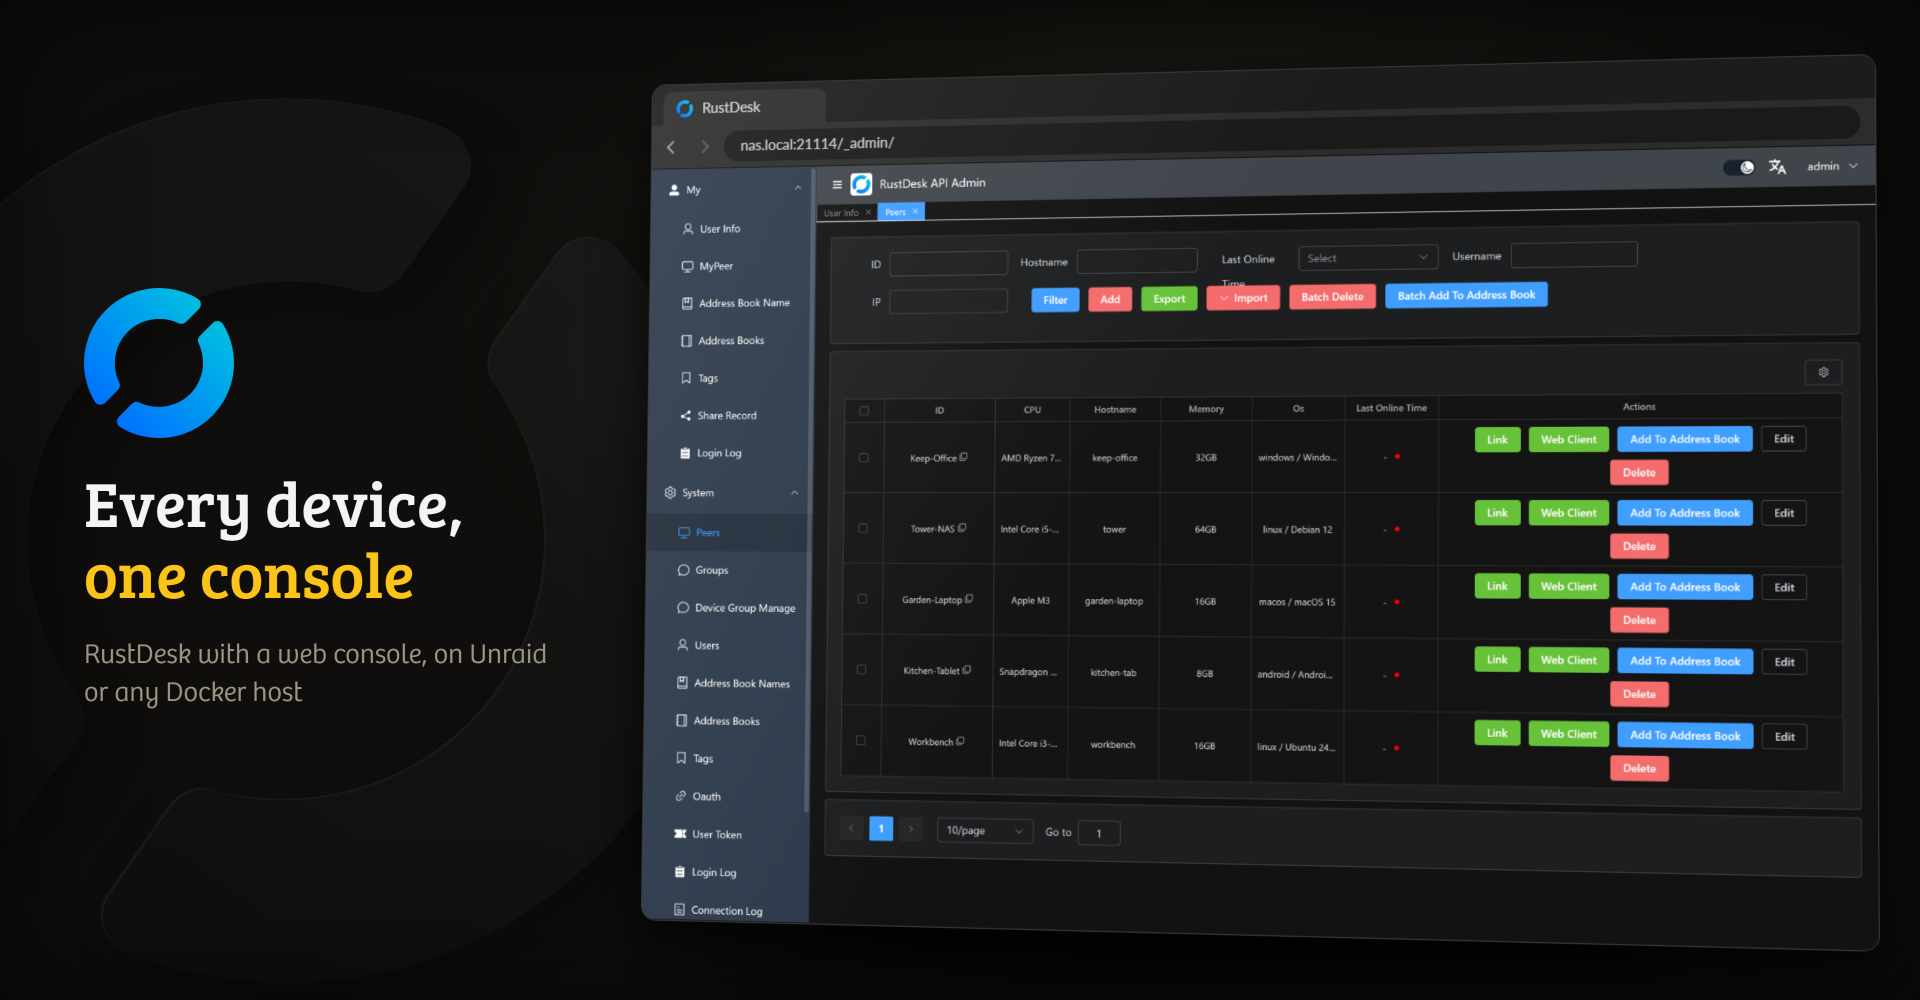 Every device,
one console
RustDesk with a web console, on Unraid
or any Docker host
RustDesk
nas.local:21114/_admin/
My
User Info
MyPeer
Address Book Name
Address Books
Tags
Share Record
Login Log
System
Peers
Groups
Device Group Manage
Users
Address Book Names
Address Books
Tags
Oauth
User Token
Login Log
Connection Log
RustDesk API Admin
admin
User Info Peers
ID Hostname Last Online Time Select Username
IP Filter Add Export Import Batch Delete Batch Add To Address Book
ID CPU Hostname Memory Os Last Online Time Actions
Keep-Office AMD Ryzen 7... keep-office 32GB windows / Windo... - Link Web Client Add To Address Book Edit
Delete
Tower-NAS Intel Core i5-... tower 64GB linux / Debian 12 - Link Web Client Add To Address Book Edit
Delete
Garden-Laptop Apple M3 garden-laptop 16GB macos / macOS 15 - Link Web Client Add To Address Book Edit
Delete
Kitchen-Tablet Snapdragon ... kitchen-tab 8GB android / Androi... - Link Web Client Add To Address Book Edit
Delete
Workbench Intel Core i3-... workbench 16GB linux / Ubuntu 24... - Link Web Client Add To Address Book Edit
Delete
1 10/page Go to 1